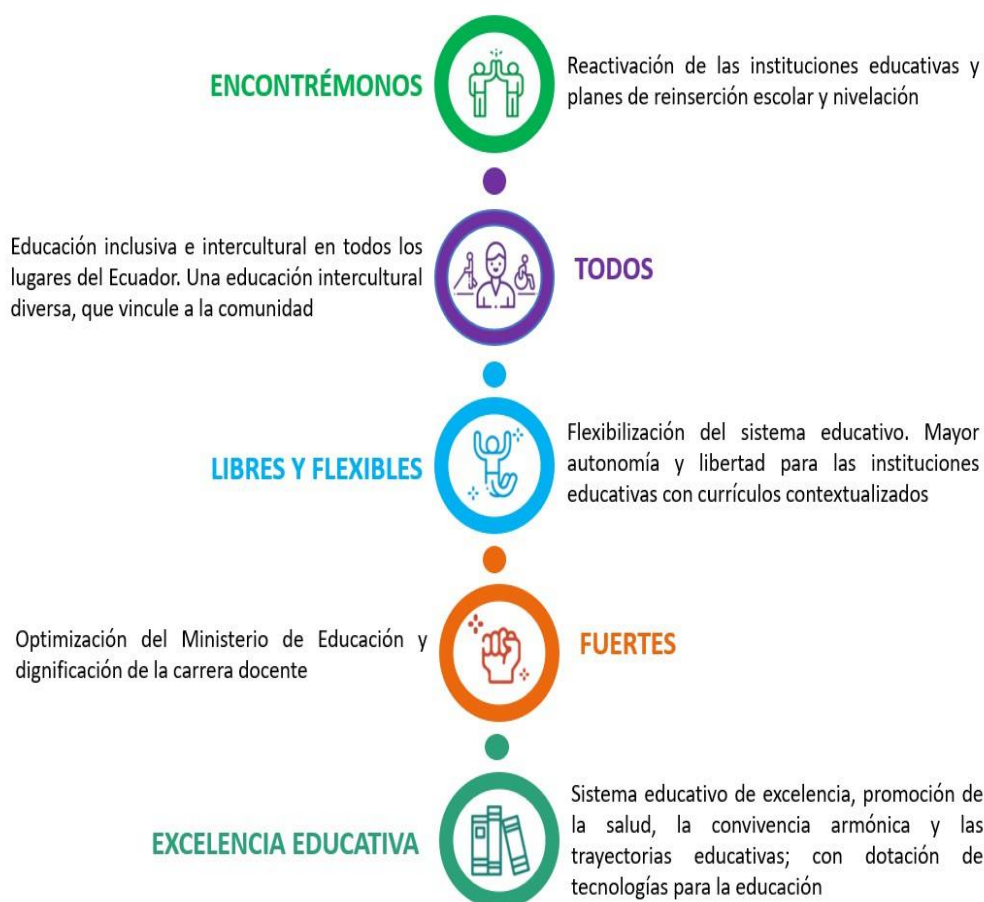 ENCONTRÉMONOS
Reactivación de las instituciones educativas y
planes de reinserción escolar y nivelación
Educación inclusiva e intercultural en todos los
lugares del Ecuador. Una educación intercultural
diversa, que vincule a la comunidad
TODOS
LIBRES Y FLEXIBLES
Flexibilización del sistema educativo. Mayor
autonomía y libertad para las instituciones
educativas con currículos contextualizados
Optimización del Ministerio de Educación y
dignificación de la carrera docente
FUERTES
EXCELENCIA EDUCATIVA
Sistema educativo de excelencia, promoción de
la salud, la convivencia armónica y las
trayectorias educativas; con dotación de
tecnologías para la educación